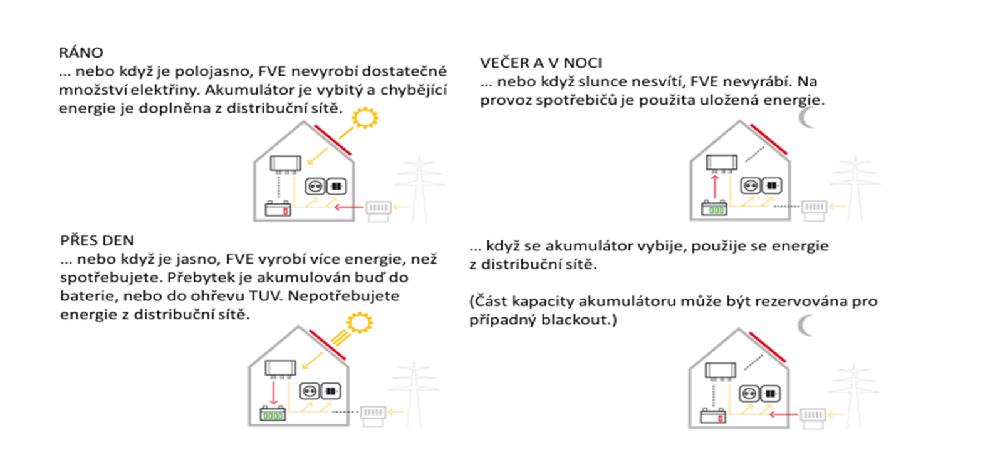 RÁNO
... nebo když je polojasno, FVE nevyrobí dostatečné
množství elektřiny. Akumulátor je vybitý a chybějící
energie je doplněna z distribuční sítě.
PŘES DEN
... nebo když je jasno, FVE vyrobí více energie, než
spotřebujete. Přebytek je akumulován buď do
baterie, nebo do ohřevu TUV. Nepotřebujete
energie z distribuční sítě.
VEČER A V NOCI
... nebo když slunce nesvítí, FVE nevyrábí. Na
provoz spotřebičů je použita uložená energie.
... když se akumulátor vybije, použije se energie
z distribuční sítě.
(Část kapacity akumulátoru může být rezervována pro
případný blackout.)